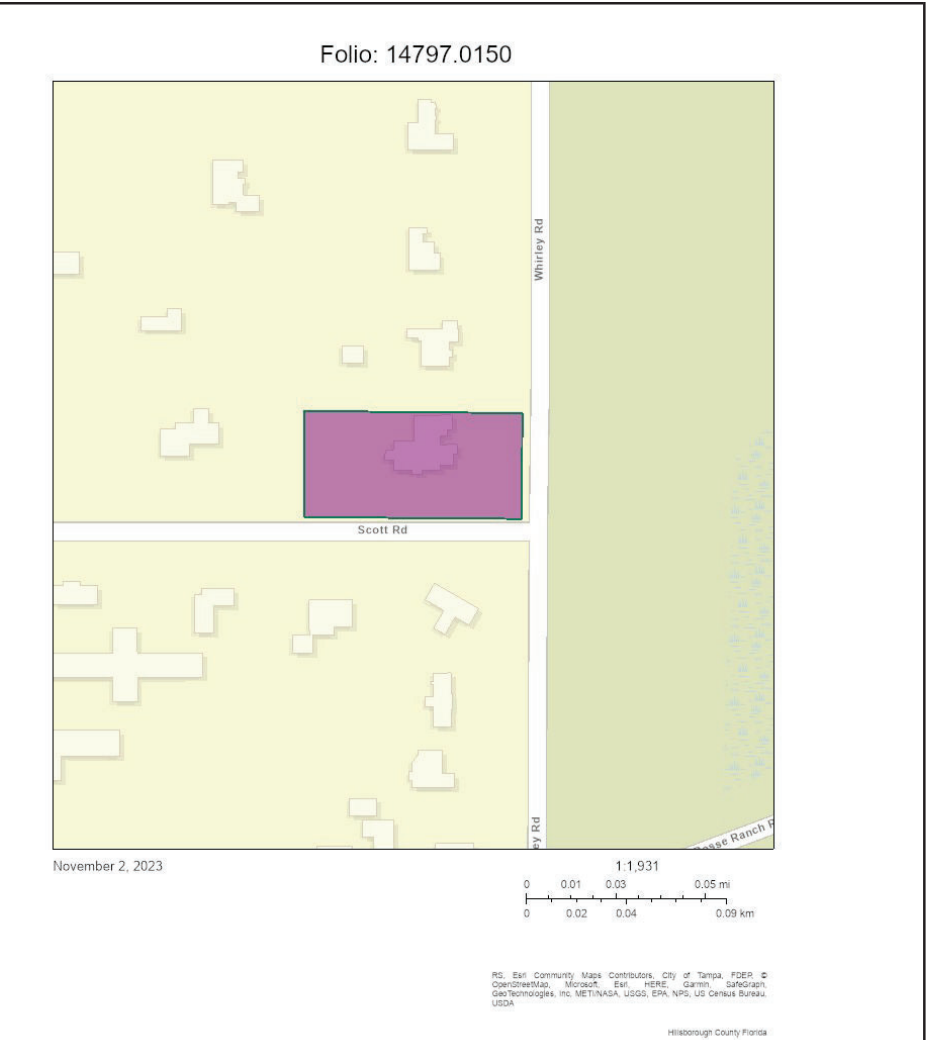 Folio: 14797.0150
Whirley Rd
Scott Rd
ey Rd
sse Ranch R
November 2, 2023
1:1,931
0 0.01 0.03 0.05 mi
0 0.02 0.04 0.09 km
RS, Esri Community Maps Contributors, City of Tampa, FDEP, ©
OpenStreetMap, Microsoft, Esri, HERE, Garmin, SafeGraph,
GeoTechnologies, Inc, METI/NASA, USGS, EPA, NPS, US Census Bureau,
USDA
Hillsborough County Florida